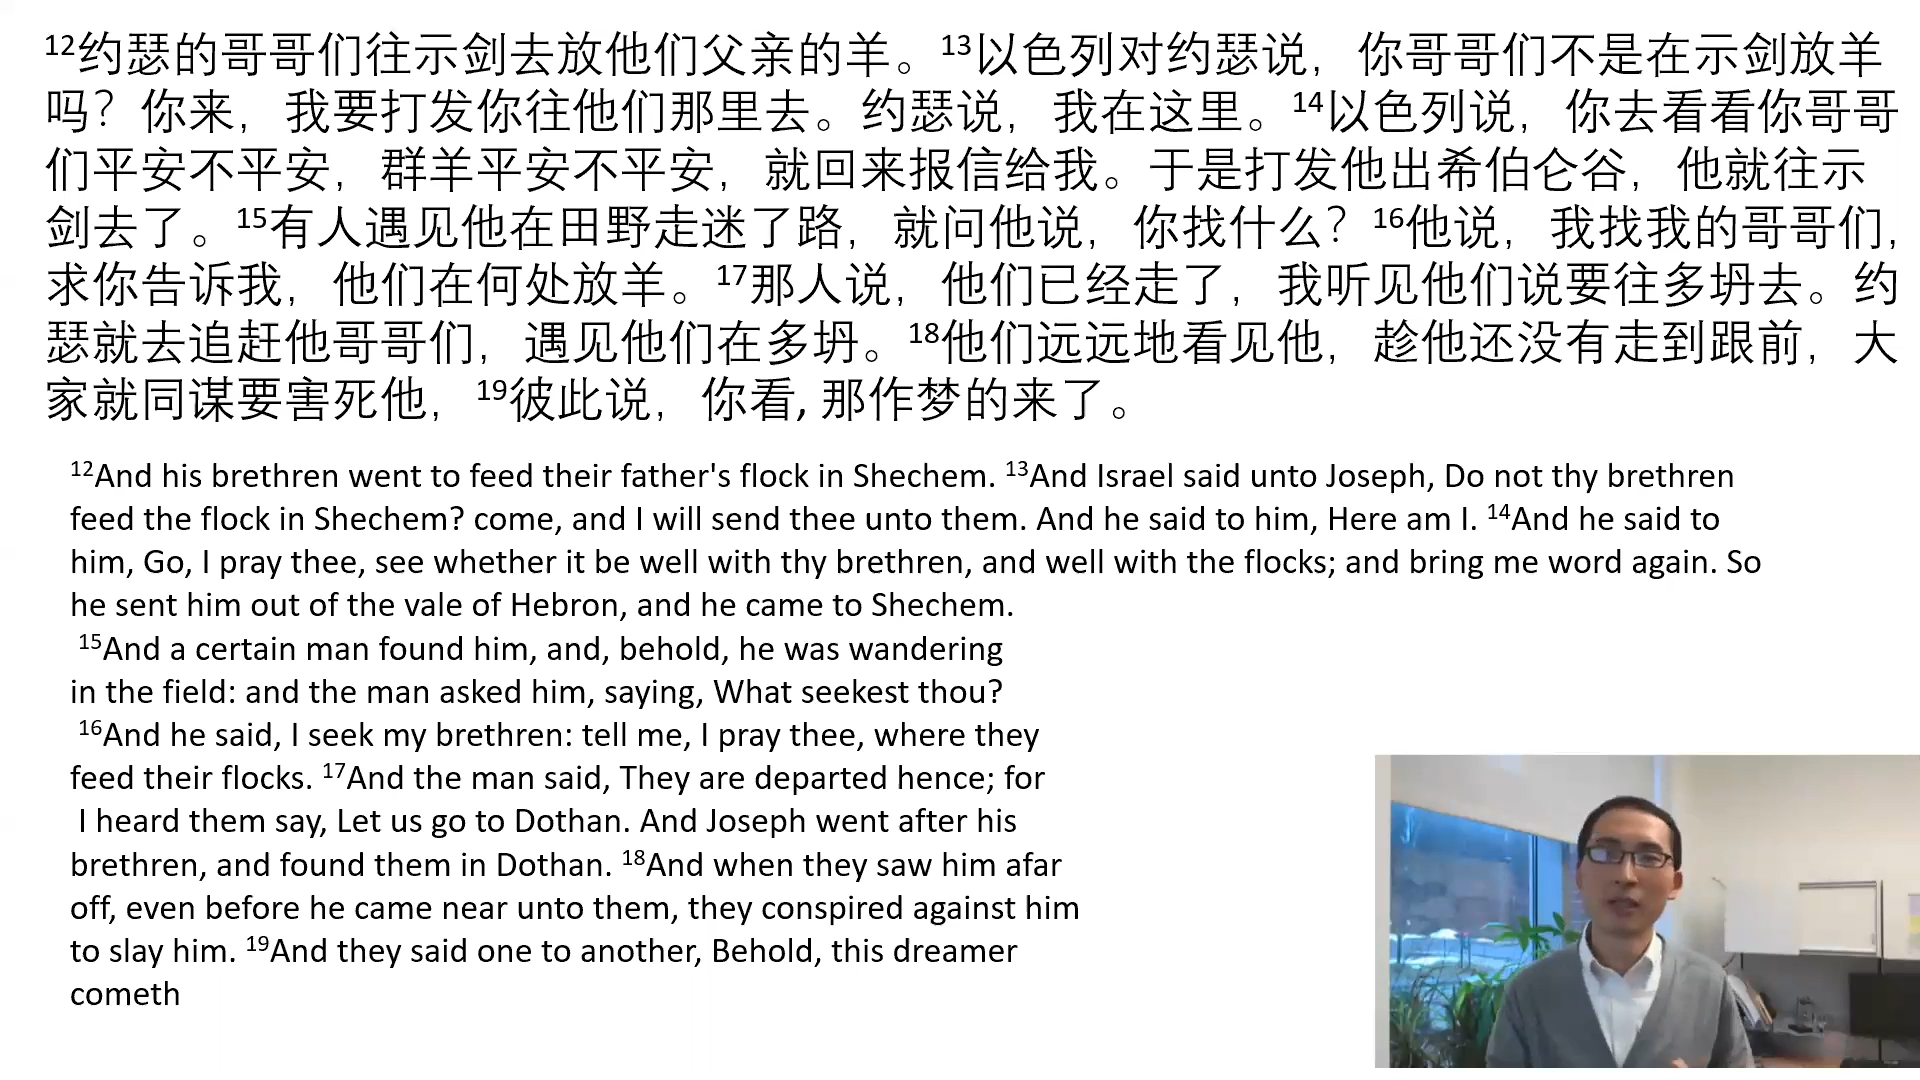 12约瑟的哥哥们往示剑去放他们父亲的羊。13以色列对约瑟说，你哥哥们不是在示剑放羊
吗？你来，我要打发你往他们那里去。约瑟说，我在这里。14以色列说，你去看看你哥哥
们平安不平安，群羊平安不平安，就回来报信给我。于是打发他出希伯仑谷，他就往示
剑去了。15有人遇见他在田野走迷了路，就问他说，你找什么？16他说，我找我的哥哥们，
求你告诉我，他们在何处放羊。17那人说，他们已经走了，我听见他们说要往多坍去。约
瑟就去追赶他哥哥们，遇见他们在多坍。18他们远远地看见他，趁他还没有走到跟前，大
家就同谋要害死他，19彼此说，你看, 那作梦的来了。
12And his brethren went to feed their father's flock in Shechem. 13And Israel said unto Joseph, Do not thy brethren
feed the flock in Shechem? come, and I will send thee unto them. And he said to him, Here am I. 14And he said to
him, Go, I pray thee, see whether it be well with thy brethren, and well with the flocks; and bring me word again. So
he sent him out of the vale of Hebron, and he came to Shechem.
15And a certain man found him, and, behold, he was wandering
in the field: and the man asked him, saying, What seekest thou?
16And he said, I seek my brethren: tell me, I pray thee, where they
feed their flocks. 17And the man said, They are departed hence; for
I heard them say, Let us go to Dothan. And Joseph went after his
brethren, and found them in Dothan. 18And when they saw him afar
off, even before he came near unto them, they conspired against him
to slay him. 19And they said one to another, Behold, this dreamer
cometh